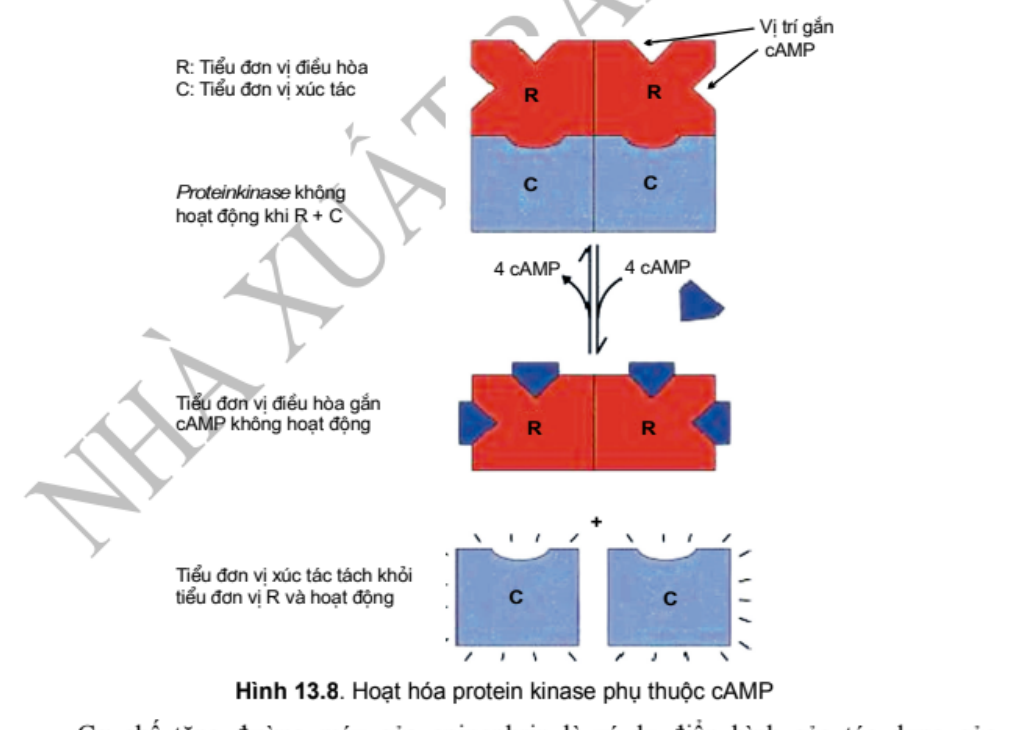 Vị trí gắn
cAMP
R: Tiểu đơn vị điều hòa
C: Tiểu đơn vị xúc tác
R
R
C
C
Proteinkinase không
hoạt động khi R + C
4 cAMP
4 cAMP
Tiểu đơn vị điều hòa gắn
cAMP không hoạt động
R
R
+
Tiểu đơn vị xúc tác tách khỏi
tiểu đơn vị R và hoạt động
C
C
Hình 13.8. Hoạt hóa protein kinase phụ thuộc cAMP
NHÀ XUẤT